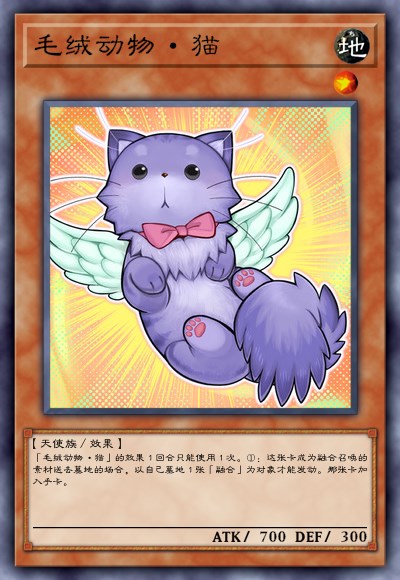 毛绒动物·猫
地
【天使族/效果】
「毛绒动物·猫」的效果1回合只能使用1次。①：这张卡成为融合召唤的
素材送去墓地的场合，以自己墓地1张「融合」为对象才能发动。那张卡加
入手卡。
ATK/ 700 DEF/ 300